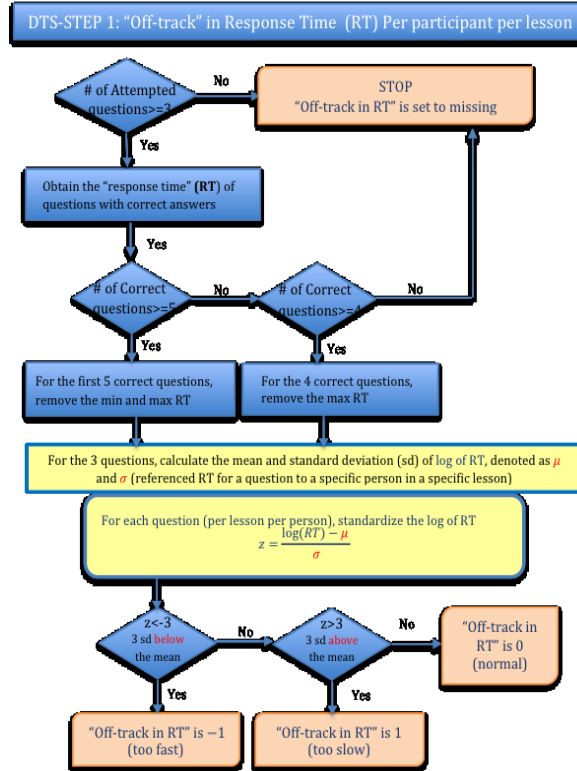 DTS-STEP 1: “Off-track” in Response Time (RT) Per participant per lesson
# of Attempted
questions>=3
No
STOP
“Off-track in RT” is set to missing
Yes
Obtain the “response time” (RT) of
questions with correct answers
Yes
# of Correct
questions>=5
No
# of Correct
questions>=4
No
Yes
Yes
For the first 5 correct questions,
remove the min and max RT
For the 4 correct questions,
remove the max RT
For the 3 questions, calculate the mean and standard deviation (sd) of log of RT, denoted as μ
and σ (referenced RT for a question to a specific person in a specific lesson)
For each question (per lesson per person), standardize the log of RT
z = (log(RT) − μ) / σ
z<-3
3 sd below
the mean
No
z>3
3 sd above
the mean
No
“Off-track in
RT” is 0
(normal)
Yes
Yes
“Off-track in RT” is −1
(too fast)
“Off-track in RT” is 1
(too slow)